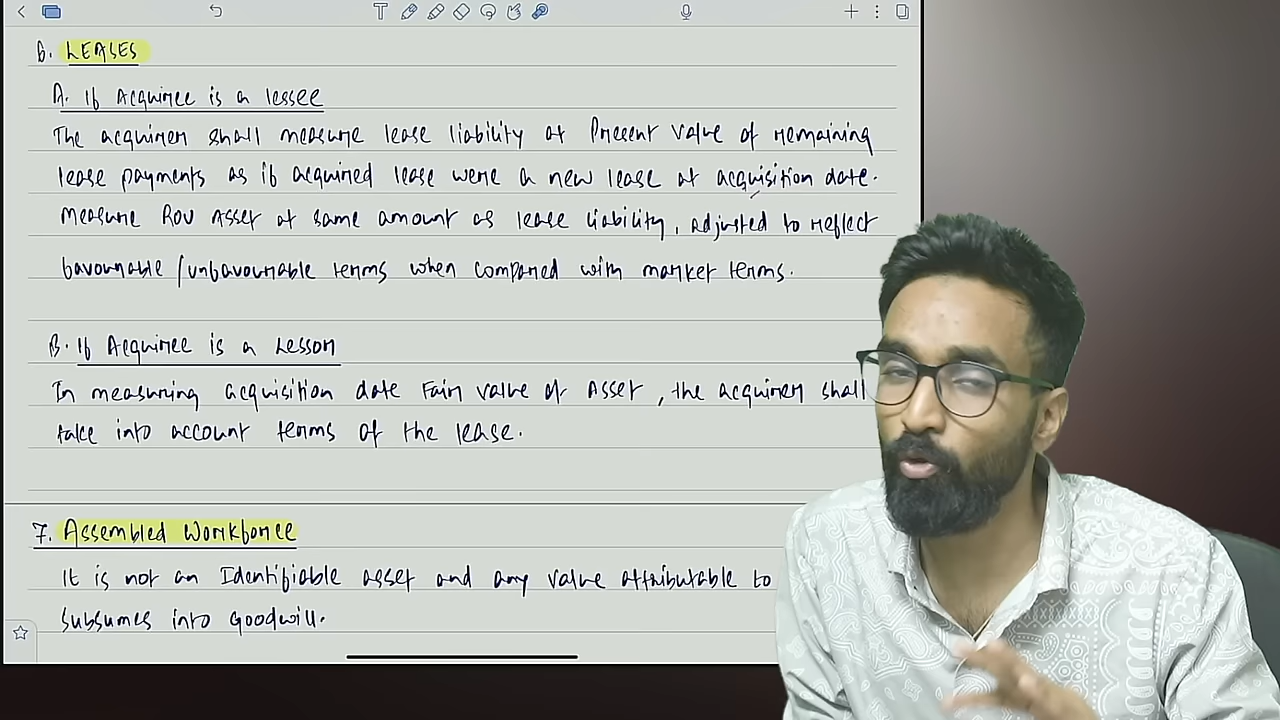 6. LEASES
A. If Acquiree is a lessee
The acquirer shall measure lease liability at Present Value of remaining
lease payments as if acquired lease were a new lease at acquisition date.
Measure ROU Asset at same amount as lease liability, adjusted to reflect
favourable/unfavourable terms when compared with market terms.
B. If Acquiree is a Lessor
In measuring acquisition date Fair value of Asset, the acquirer shall
take into account terms of the lease.
7. Assembled Workforce
It is not an Identifiable asset and any value attributable to
subsumes into Goodwill.